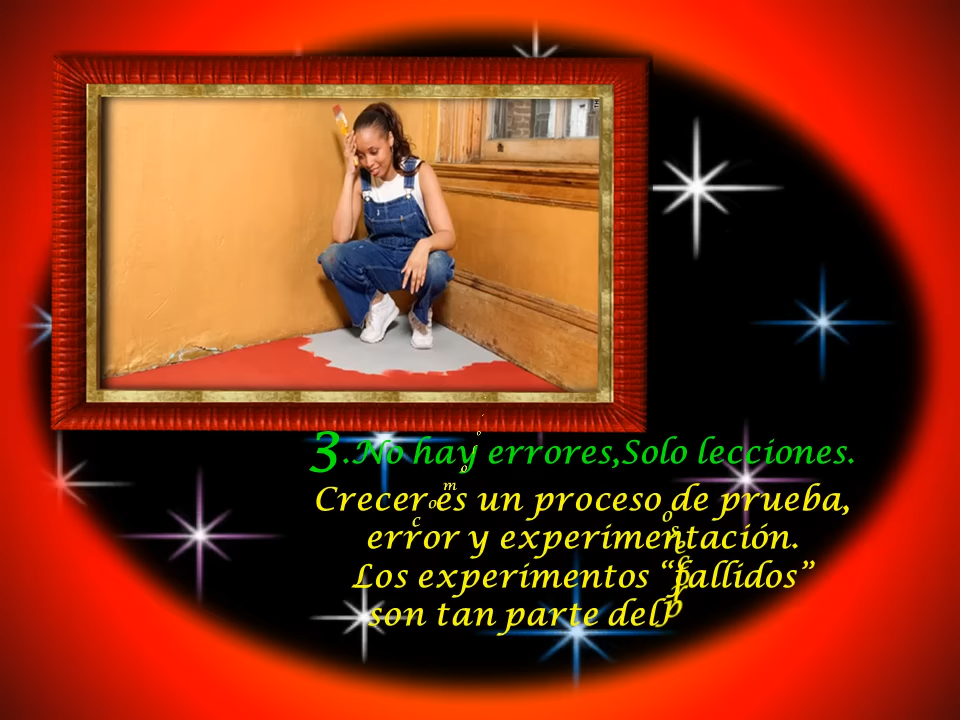 3.No hay errores,Solo lecciones.
Crecer es un proceso de prueba,
error y experimentación.
Los experimentos “fallidos”
son tan parte del